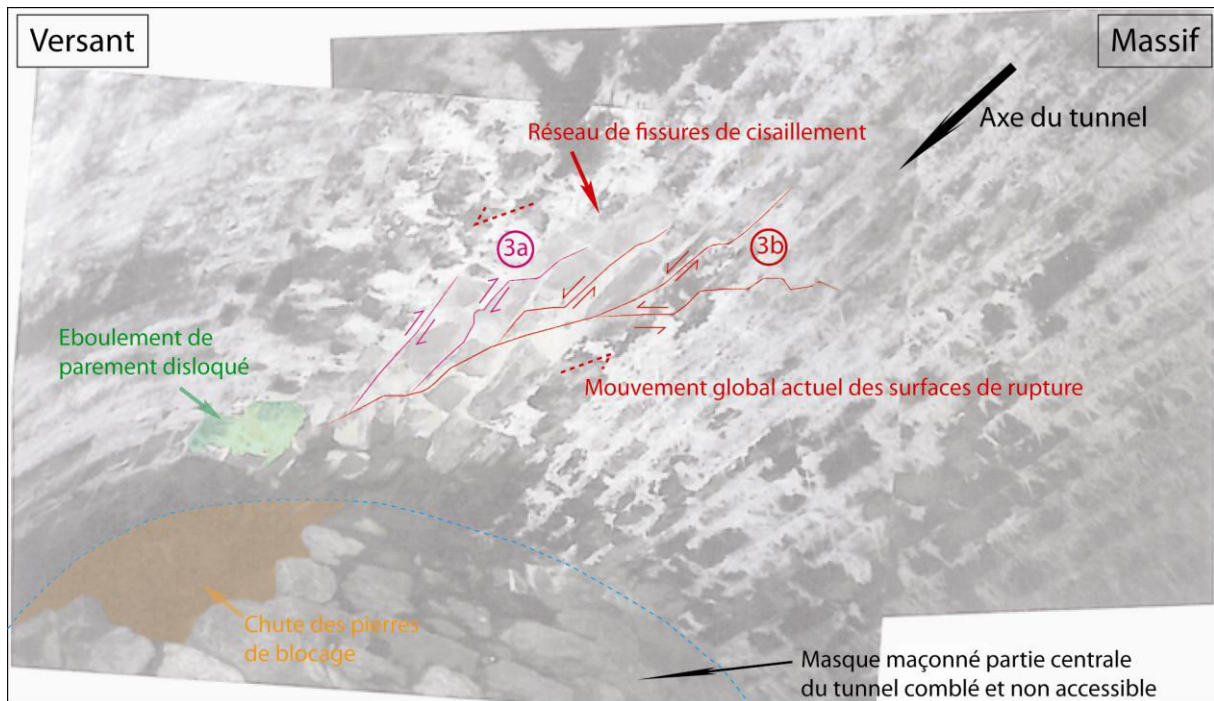 Versant
Massif
Axe du tunnel
Réseau de fissures de cisaillement
3a
3b
Eboulement de
parement disloqué
Mouvement global actuel des surfaces de rupture
Chute des pierres
de blocage
Masque maçonné partie centrale
du tunnel comblé et non accessible